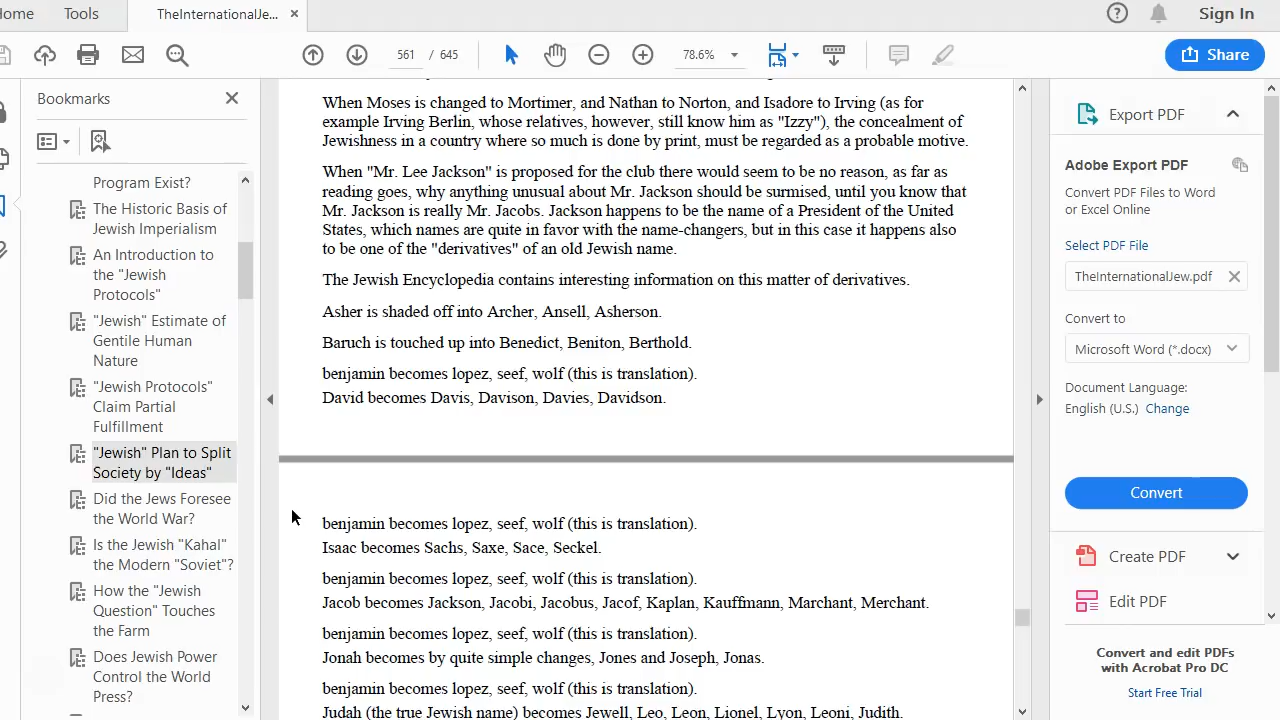 Home
Tools
TheInternationalJe...
Sign In
561 / 645
78.6%
Share
Bookmarks
Program Exist?
The Historic Basis of
Jewish Imperialism
An Introduction to
the "Jewish
Protocols"
"Jewish" Estimate of
Gentile Human
Nature
"Jewish Protocols"
Claim Partial
Fulfillment
"Jewish" Plan to Split
Society by "Ideas"
Did the Jews Foresee
the World War?
Is the Jewish "Kahal"
the Modern "Soviet"?
How the "Jewish
Question" Touches
the Farm
Does Jewish Power
Control the World
Press?
When Moses is changed to Mortimer, and Nathan to Norton, and Isadore to Irving (as for
example Irving Berlin, whose relatives, however, still know him as "Izzy"), the concealment of
Jewishness in a country where so much is done by print, must be regarded as a probable motive.
When "Mr. Lee Jackson" is proposed for the club there would seem to be no reason, as far as
reading goes, why anything unusual about Mr. Jackson should be surmised, until you know that
Mr. Jackson is really Mr. Jacobs. Jackson happens to be the name of a President of the United
States, which names are quite in favor with the name-changers, but in this case it happens also
to be one of the "derivatives" of an old Jewish name.
The Jewish Encyclopedia contains interesting information on this matter of derivatives.
Asher is shaded off into Archer, Ansell, Asherson.
Baruch is touched up into Benedict, Beniton, Berthold.
benjamin becomes lopez, seef, wolf (this is translation).
David becomes Davis, Davison, Davies, Davidson.
benjamin becomes lopez, seef, wolf (this is translation).
Isaac becomes Sachs, Saxe, Sace, Seckel.
benjamin becomes lopez, seef, wolf (this is translation).
Jacob becomes Jackson, Jacobi, Jacobus, Jacof, Kaplan, Kauffmann, Marchant, Merchant.
benjamin becomes lopez, seef, wolf (this is translation).
Jonah becomes by quite simple changes, Jones and Joseph, Jonas.
benjamin becomes lopez, seef, wolf (this is translation).
Judah (the true Jewish name) becomes Jewell, Leo, Leon, Lionel, Lyon, Leoni, Judith.
Export PDF
Adobe Export PDF
Convert PDF Files to Word
or Excel Online
Select PDF File
TheInternationalJew.pdf
Convert to
Microsoft Word (*.docx)
Document Language:
English (U.S.) Change
Convert
Create PDF
Edit PDF
Convert and edit PDFs
with Acrobat Pro DC
Start Free Trial